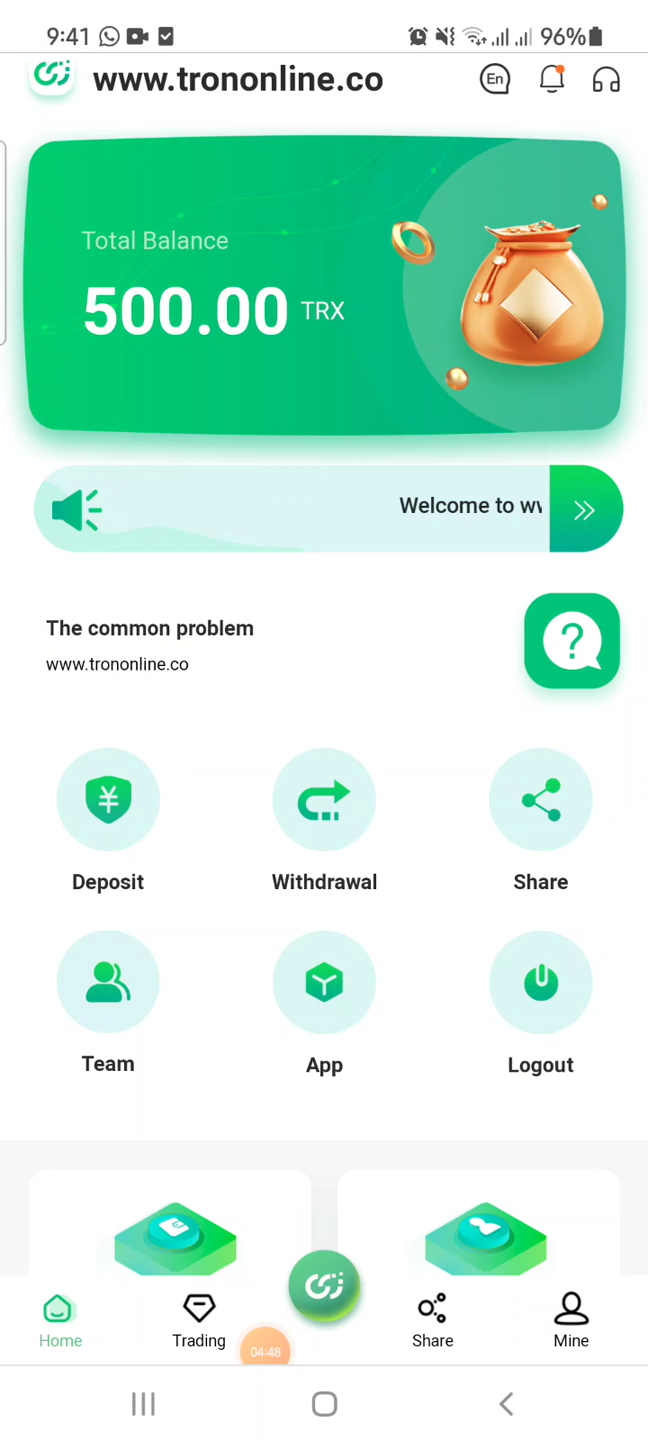 9:41
96%
www.trononline.co
En
Total Balance
500.00 TRX
Welcome to
The common problem
www.trononline.co
?
¥
Deposit
Withdrawal
Share
Team
App
Logout
Home
Trading
Share
Mine
04:48